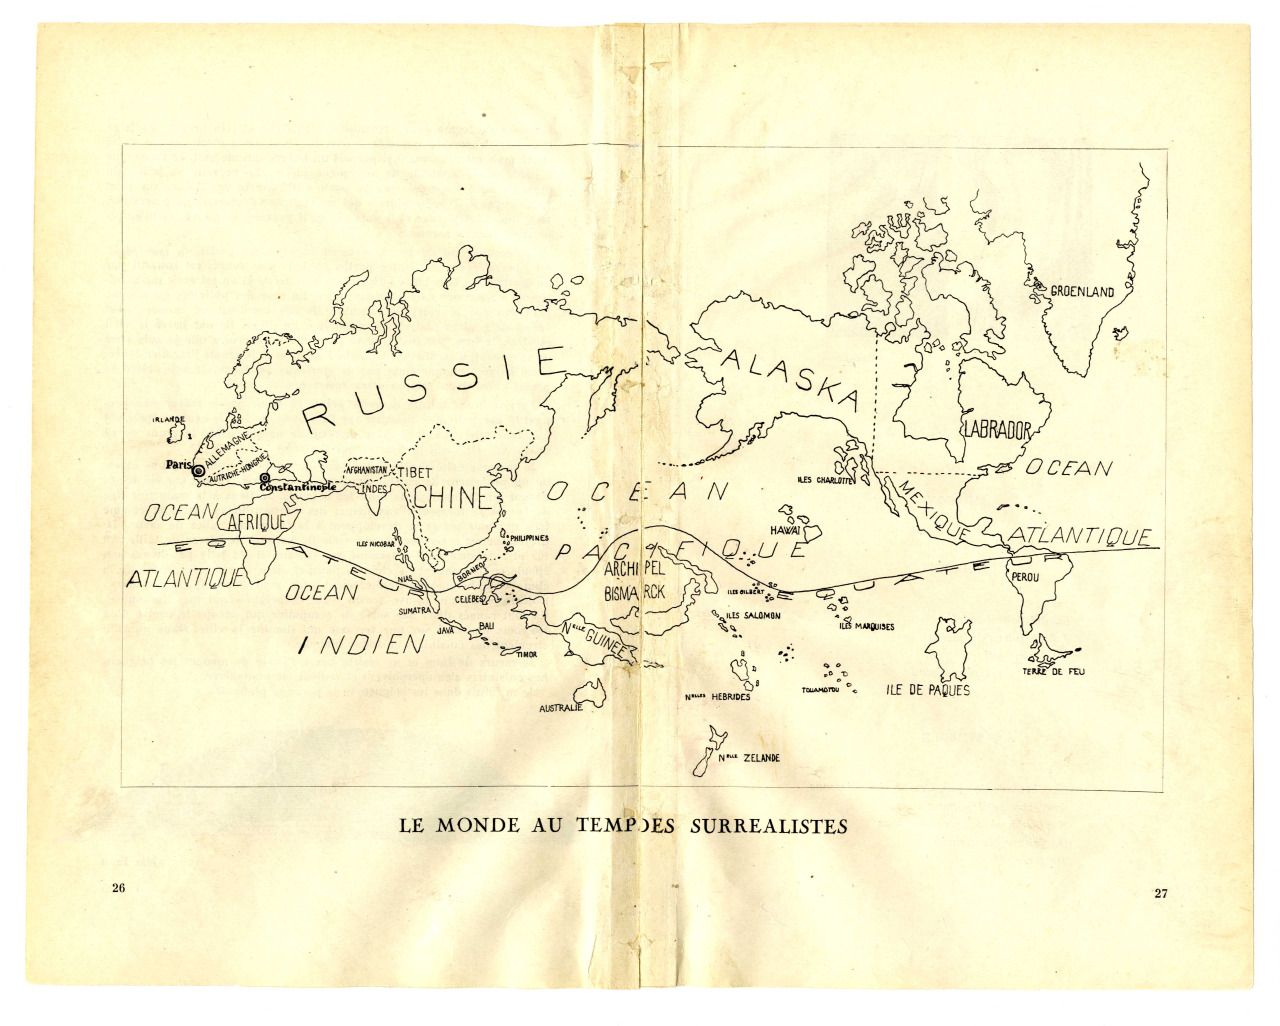 GROENLAND
RUSSIE
ALASKA
IRLANDE
LABRADOR
ALLEMAGNE
Paris
AUTRICHE-HONGRIE
AFGHANISTAN
TIBET
OCEAN
Constantinople
INDES
CHINE
ILES CHARLOTTE
MEXIQUE
OCEAN
PACIFIQUE
OCEAN
ATLANTIQUE
AFRIQUE
HAWAI
ATLANTIQUE
PHILIPPINES
ILES NICOBAR
EQUATEUR
EQUATEUR
ARCHIPEL
BISMARCK
BORNEO
NIAS
PEROU
OCEAN
INDIEN
CELEBES
SUMATRA
ILES GILBERT
ILES SALOMON
ILES MARQUISES
JAVA
BALI
Nelle GUINEE
TIMOR
TERRE DE FEU
ILE DE PAQUES
TOUAMOTOU
Nelles HEBRIDES
AUSTRALIE
Nelle ZELANDE
LE MONDE AU TEMPS DES SURREALISTES
26
27